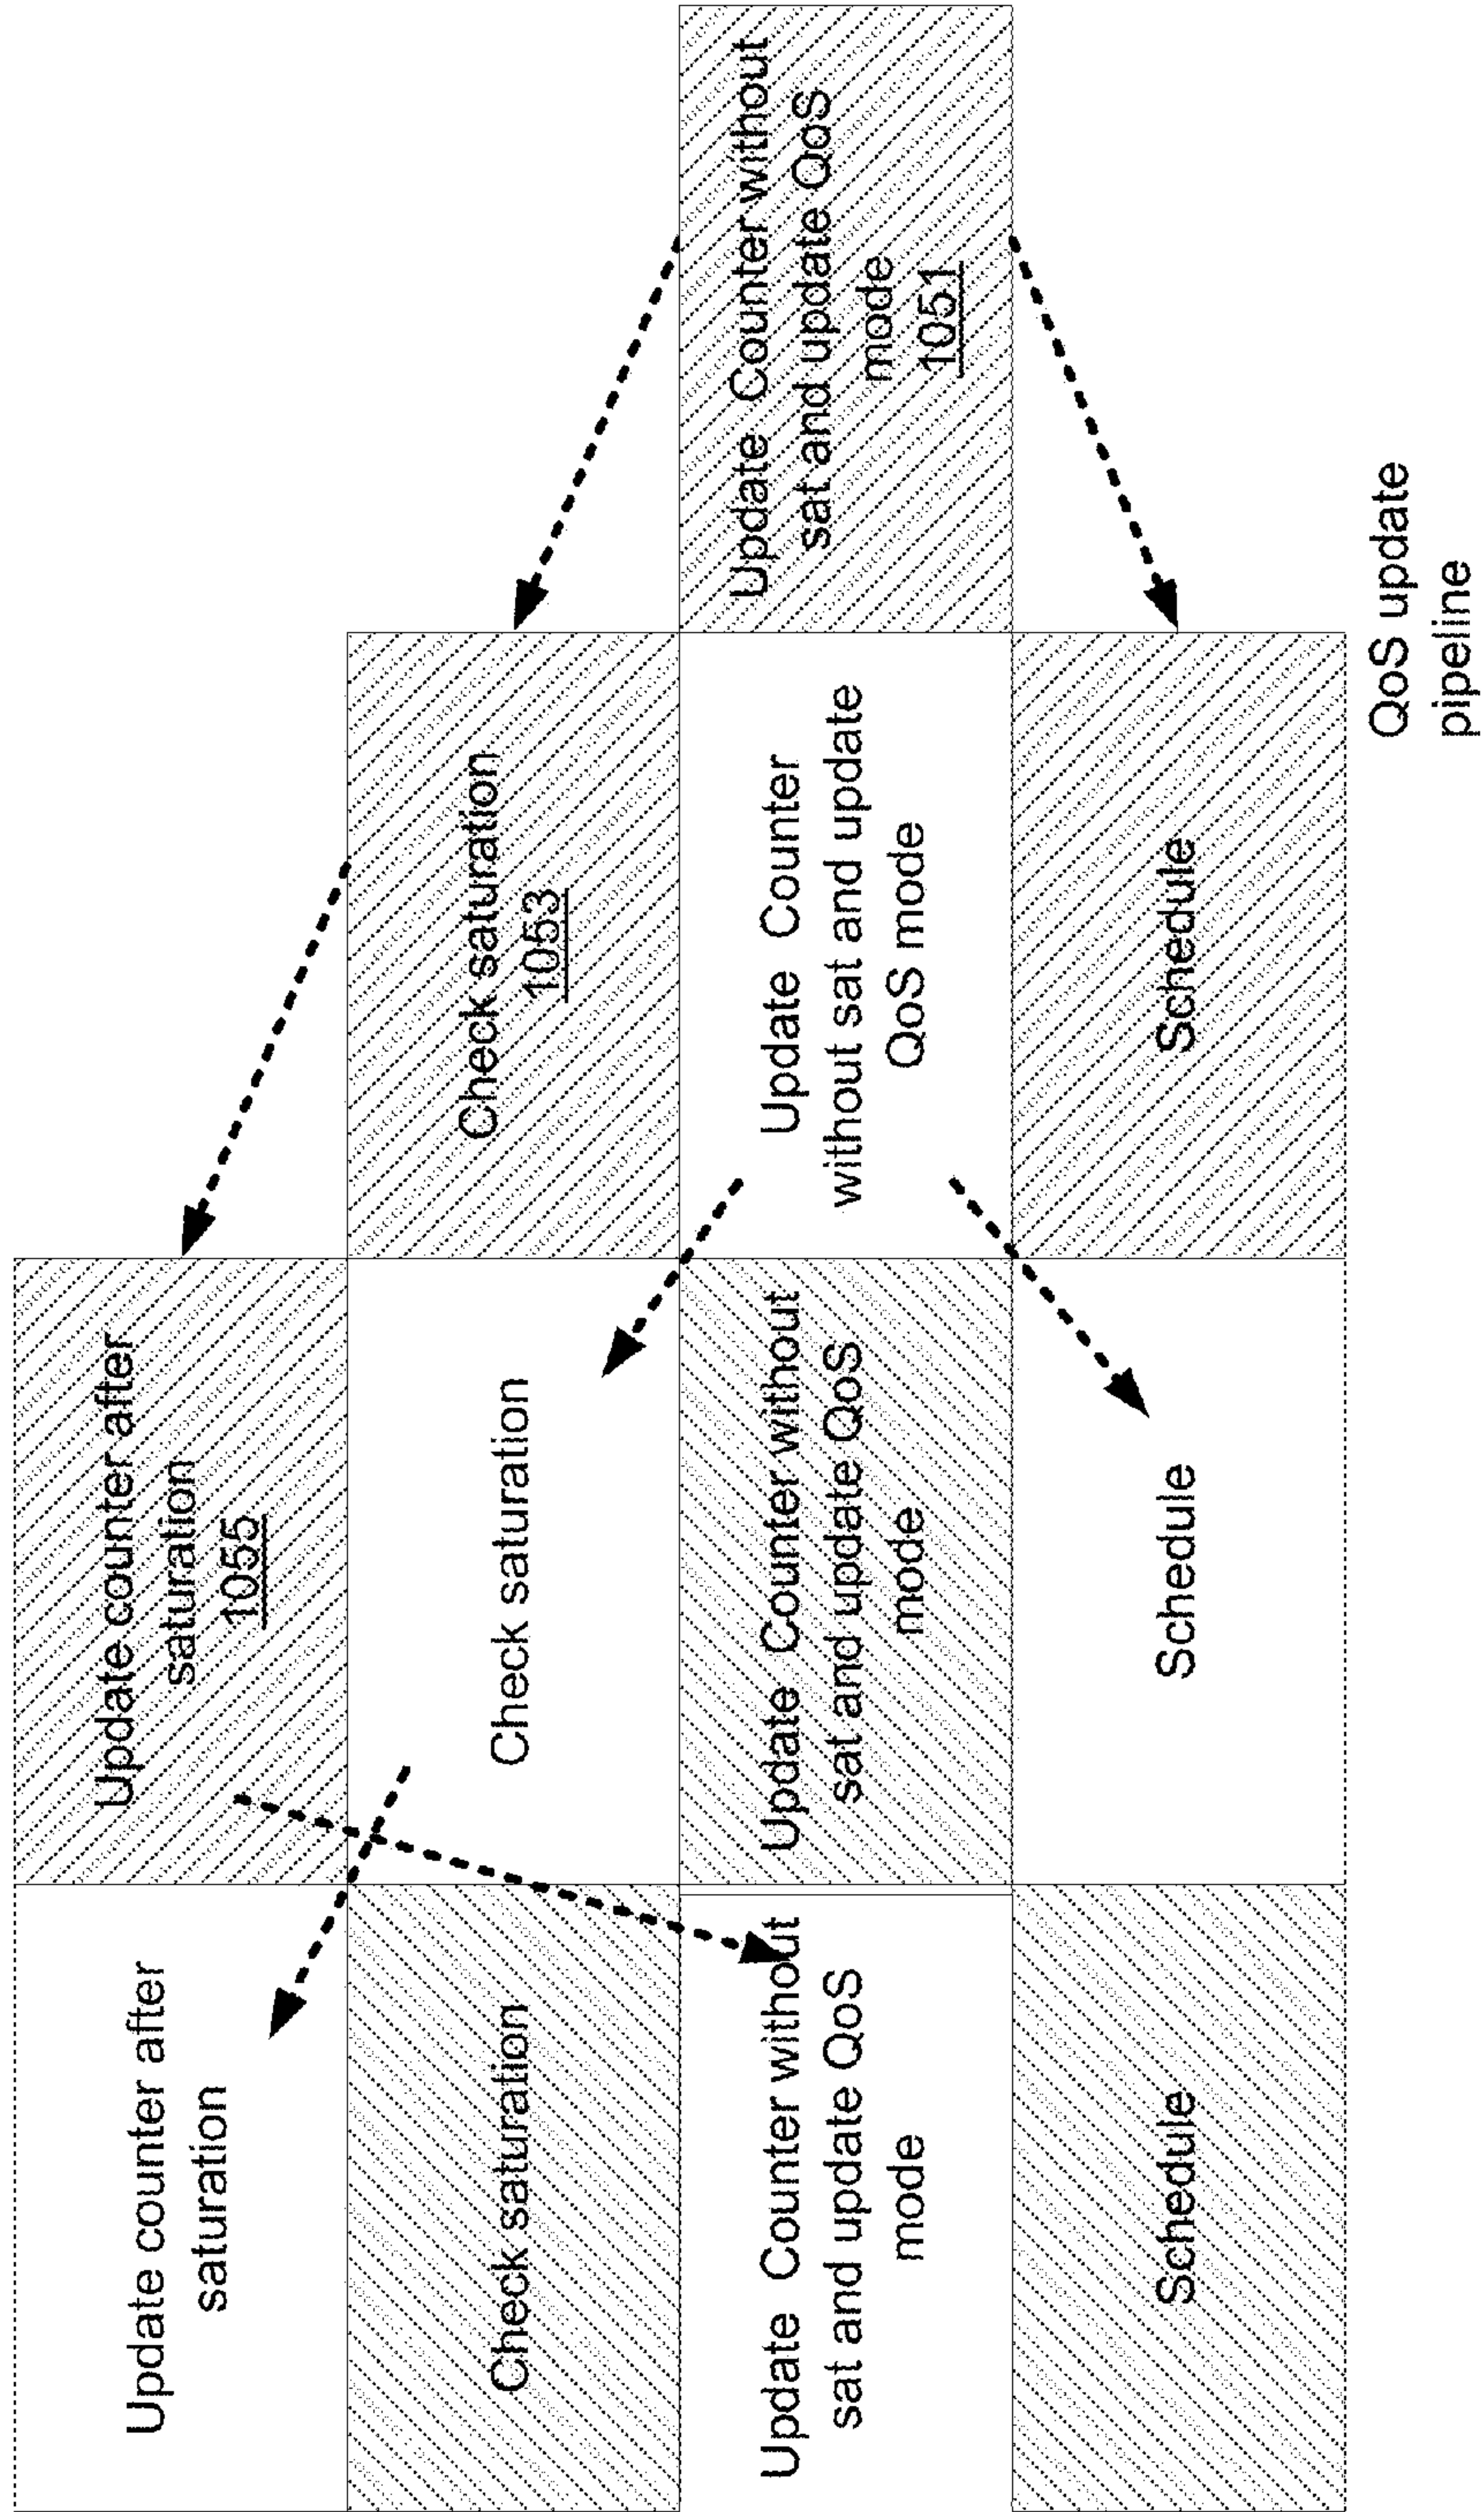 Update counter after
saturation
Update counter after
saturation
1055
Check saturation
Check saturation
Check saturation
1053
Update Counter without
sat and update QoS
mode
Update Counter without
sat and update QoS
mode
Update Counter
without sat and update
QoS mode
Update Counter without
sat and update QoS
mode
1051
Schedule
Schedule
Schedule
QoS update
pipeline